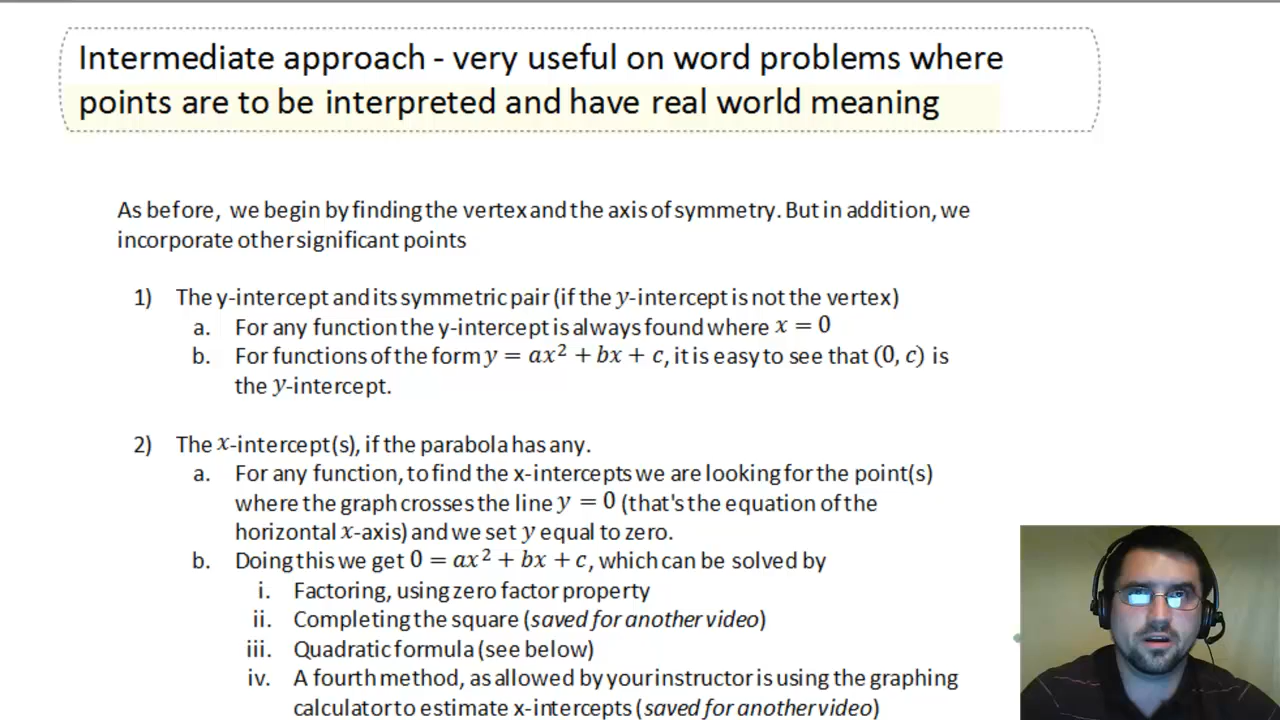 Intermediate approach - very useful on word problems where
points are to be interpreted and have real world meaning
As before, we begin by finding the vertex and the axis of symmetry. But in addition, we
incorporate other significant points
1) The y-intercept and its symmetric pair (if the y-intercept is not the vertex)
a. For any function the y-intercept is always found where x = 0
b. For functions of the form y = ax² + bx + c, it is easy to see that (0, c) is
the y-intercept.
2) The x-intercept(s), if the parabola has any.
a. For any function, to find the x-intercepts we are looking for the point(s)
where the graph crosses the line y = 0 (that's the equation of the
horizontal x-axis) and we set y equal to zero.
b. Doing this we get 0 = ax² + bx + c, which can be solved by
i. Factoring, using zero factor property
ii. Completing the square (saved for another video)
iii. Quadratic formula (see below)
iv. A fourth method, as allowed by your instructor is using the graphing
calculator to estimate x-intercepts (saved for another video)